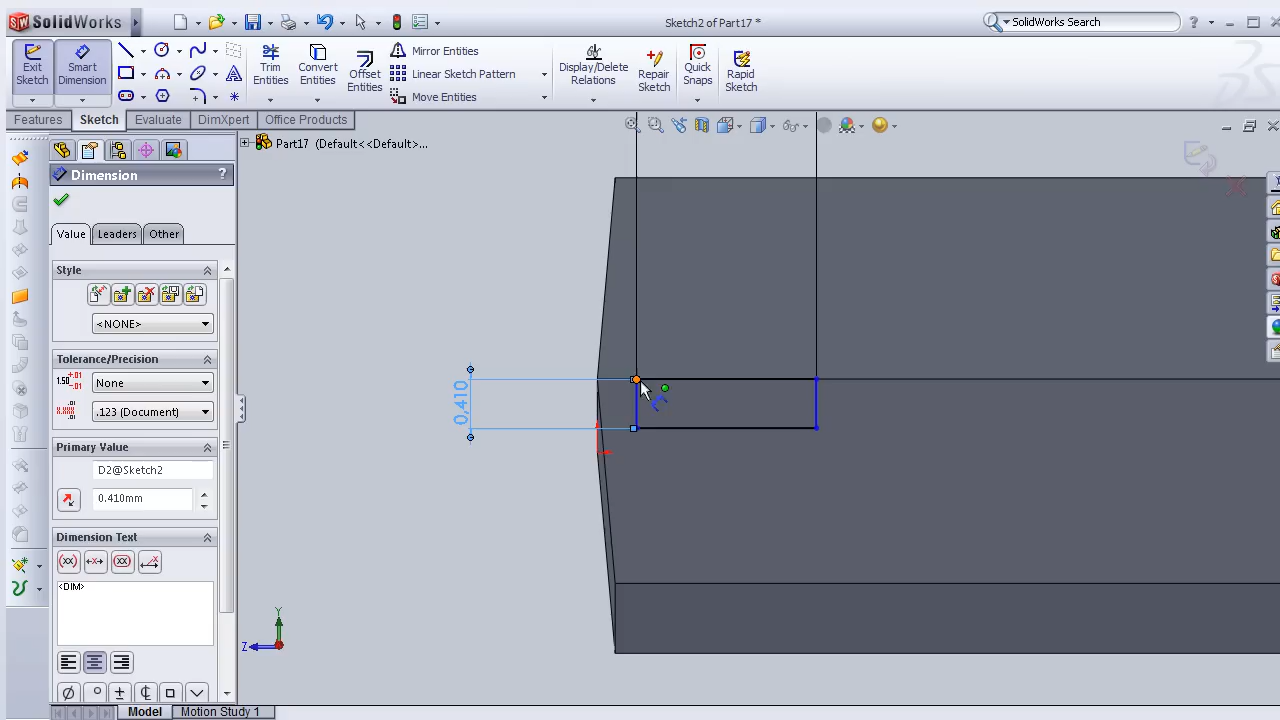 SolidWorks
Sketch2 of Part17 *
SolidWorks Search
Exit Sketch
Smart Dimension
Trim Entities
Convert Entities
Offset Entities
Mirror Entities
Linear Sketch Pattern
Move Entities
Display/Delete Relations
Repair Sketch
Quick Snaps
Rapid Sketch
Features
Sketch
Evaluate
DimXpert
Office Products
Part17 (Default<<Default>...
Dimension
?
Value
Leaders
Other
Style
<NONE>
Tolerance/Precision
None
.123 (Document)
Primary Value
D2@Sketch2
0.410mm
Dimension Text
<DIM>
0,410
Y
Z
Model
Motion Study 1